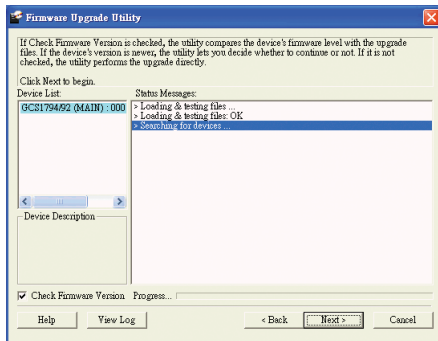 Firmware Upgrade Utility
If Check Firmware Version is checked, the utility compares the device's firmware level with the upgrade
files. If the device's version is newer, the utility lets you decide whether to continue or not. If it is not
checked, the utility performs the upgrade directly.
Click Next to begin.
Device List: Status Messages:
GCS1794/92 (MAIN) : 000 > Loading & testing files ...
> Loading & testing files: OK
> Searching for devices ...
Device Description
Check Firmware Version Progress...
Help View Log < Back Next > Cancel